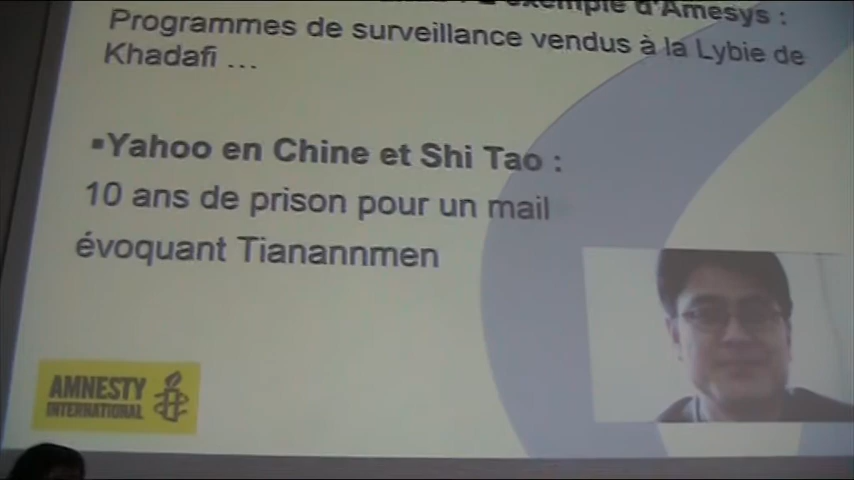 exemple d'Amesys :
Programmes de surveillance vendus à la Lybie de
Khadafi ...
▪Yahoo en Chine et Shi Tao :
10 ans de prison pour un mail
évoquant Tianannmen
AMNESTY
INTERNATIONAL